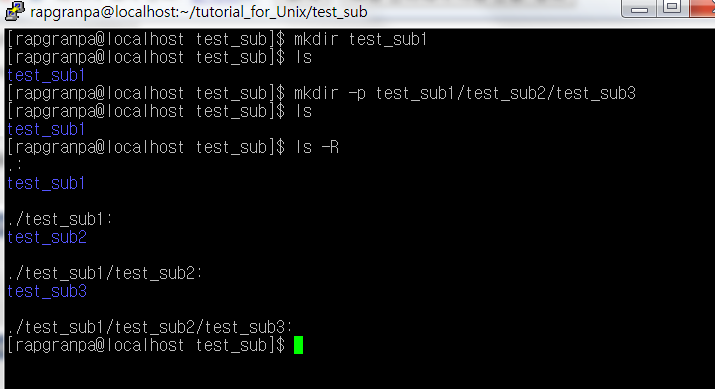 rapgranpa@localhost:~/tutorial_for_Unix/test_sub
[rapgranpa@localhost test_sub]$ mkdir test_sub1
[rapgranpa@localhost test_sub]$ ls
test_sub1
[rapgranpa@localhost test_sub]$ mkdir -p test_sub1/test_sub2/test_sub3
[rapgranpa@localhost test_sub]$ ls
test_sub1
[rapgranpa@localhost test_sub]$ ls -R
.:
test_sub1
./test_sub1:
test_sub2
./test_sub1/test_sub2:
test_sub3
./test_sub1/test_sub2/test_sub3:
[rapgranpa@localhost test_sub]$